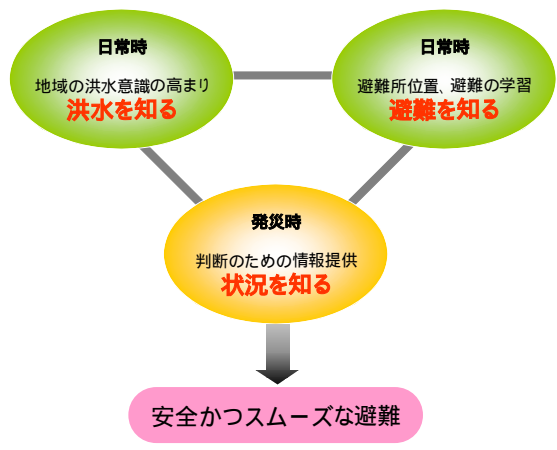 日常時
地域の洪水意識の高まり
洪水を知る
日常時
避難所位置、避難の学習
避難を知る
発災時
判断のための情報提供
状況を知る
安全かつスムーズな避難